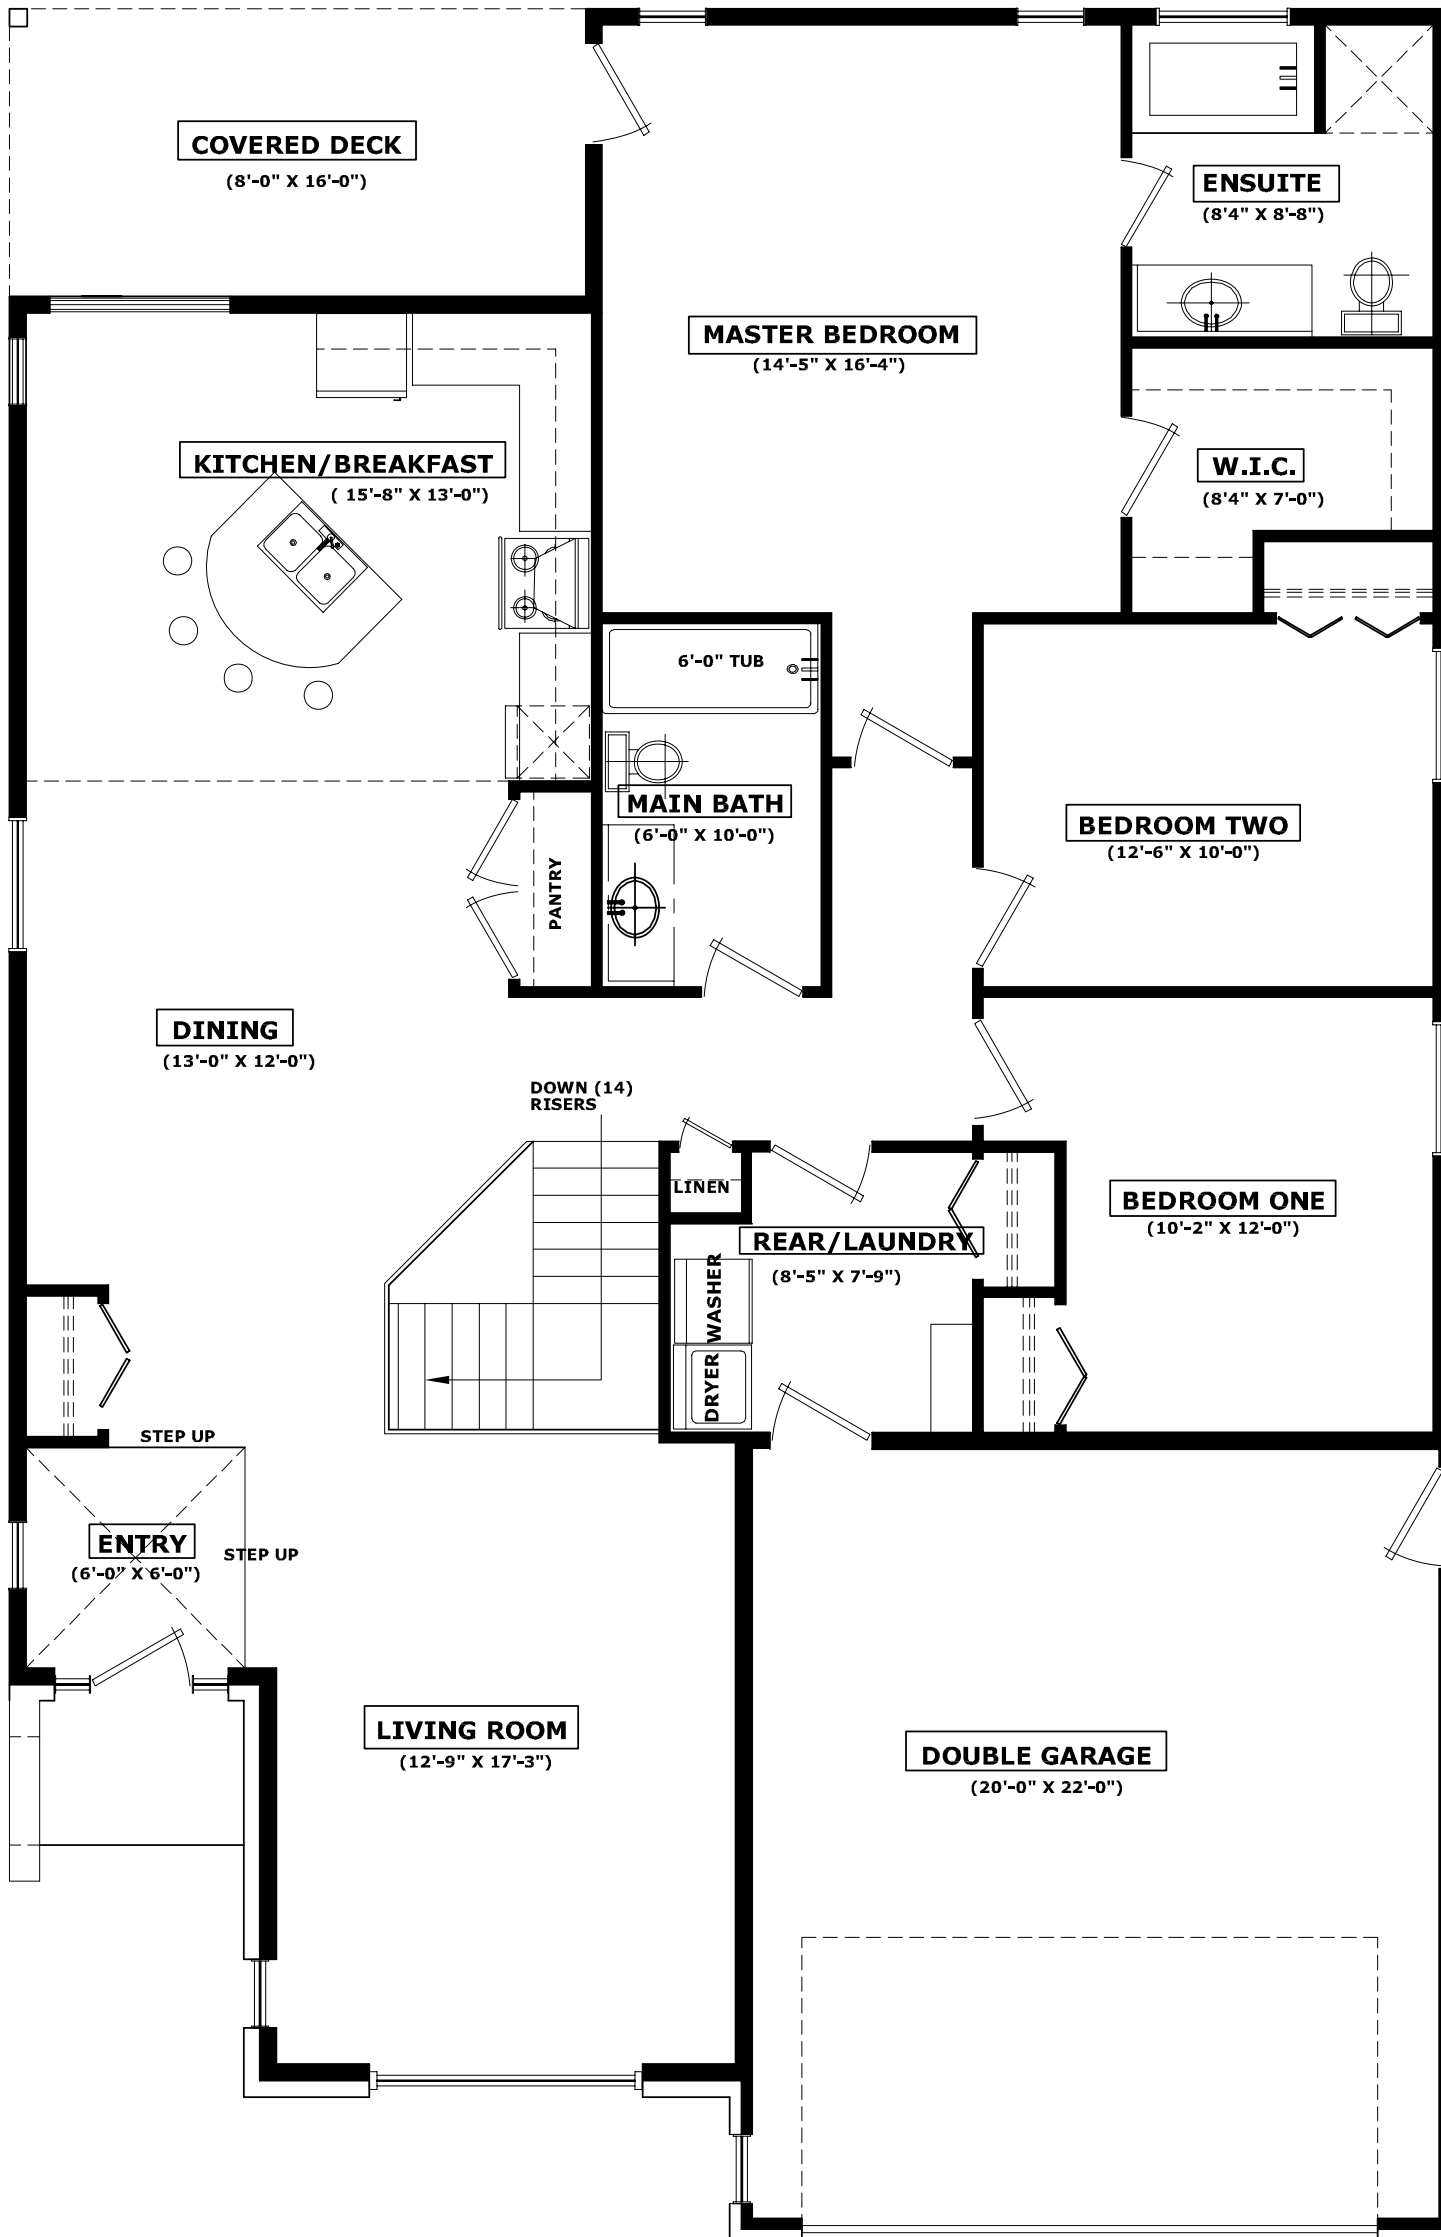 COVERED DECK
(8'-0" X 16'-0")
ENSUITE
(8'4" X 8'-8")
MASTER BEDROOM
(14'-5" X 16'-4")
KITCHEN/BREAKFAST
( 15'-8" X 13'-0")
W.I.C.
(8'4" X 7'-0")
6'-0" TUB
MAIN BATH
(6'-0" X 10'-0")
BEDROOM TWO
(12'-6" X 10'-0")
PANTRY
DINING
(13'-0" X 12'-0")
DOWN (14)
RISERS
LINEN
BEDROOM ONE
(10'-2" X 12'-0")
REAR/LAUNDRY
(8'-5" X 7'-9")
WASHER
DRYER
STEP UP
ENTRY
(6'-0" X 6'-0")
STEP UP
LIVING ROOM
(12'-9" X 17'-3")
DOUBLE GARAGE
(20'-0" X 22'-0")